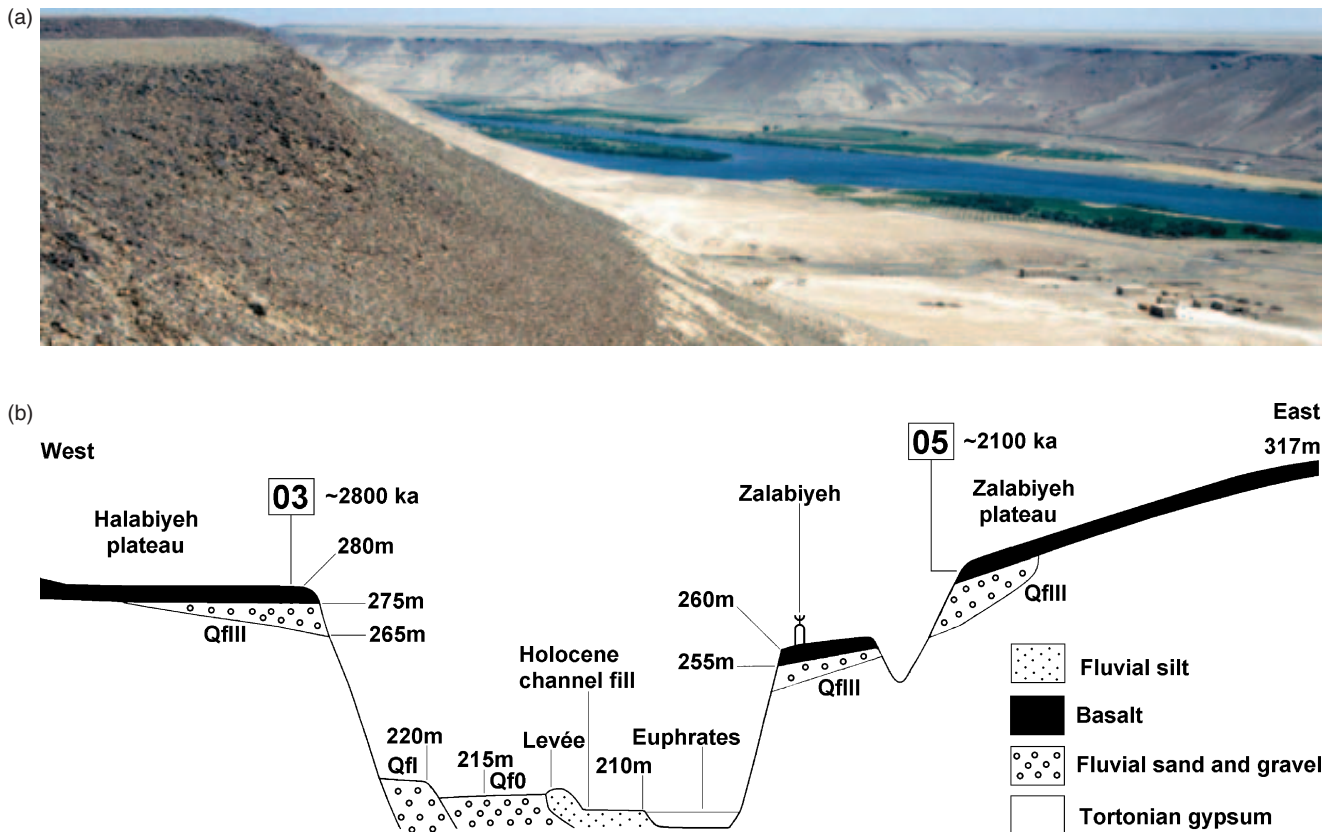 (a)
(b)
West
East
317m
03 ~2800 ka
05 ~2100 ka
Halabiyeh
plateau
280m
275m
265m
QfIII
Zalabiyeh
Zalabiyeh
plateau
260m
255m
QfIII
QfIII
Holocene
channel fill
220m
QfI
215m
Qf0
Levée
210m
Euphrates
Fluvial silt
Basalt
Fluvial sand and gravel
Tortonian gypsum